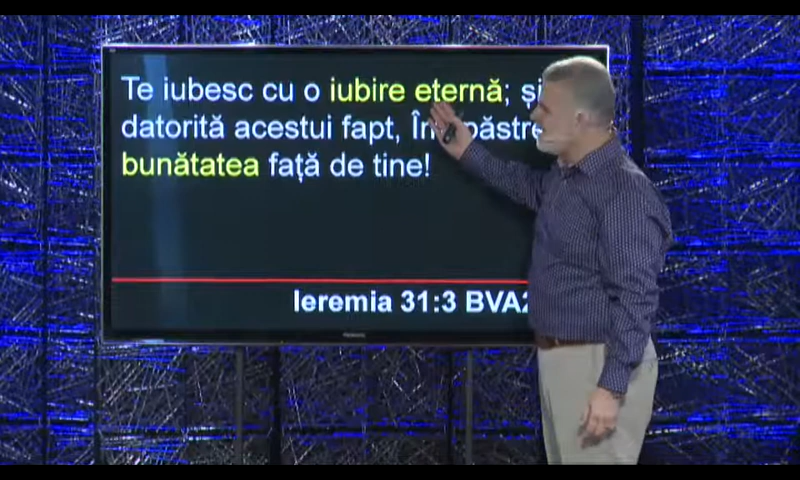 Te iubesc cu o iubire eternă; și
datorită acestui fapt,
bunătatea față de tine!
Ieremia 31:3